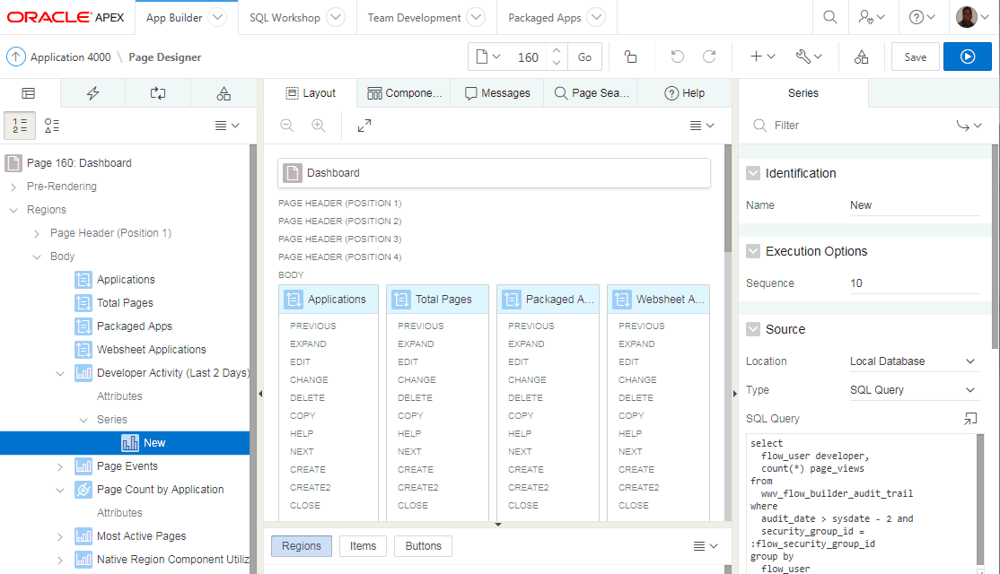 ORACLE APEX App Builder SQL Workshop Team Development Packaged Apps
Application 4000 \ Page Designer 160 Go Save
Layout Compone... Messages Page Sea... Help Series
Filter
Page 160: Dashboard
Pre-Rendering
Regions
Page Header (Position 1)
Body
Applications
Total Pages
Packaged Apps
Websheet Applications
Developer Activity (Last 2 Days)
Attributes
Series
New
Page Events
Page Count by Application
Attributes
Most Active Pages
Native Region Component Utiliz
Dashboard
PAGE HEADER (POSITION 1)
PAGE HEADER (POSITION 2)
PAGE HEADER (POSITION 3)
PAGE HEADER (POSITION 4)
BODY
Applications Total Pages Packaged A... Websheet A...
PREVIOUS PREVIOUS PREVIOUS PREVIOUS
EXPAND EXPAND EXPAND EXPAND
EDIT EDIT EDIT EDIT
CHANGE CHANGE CHANGE CHANGE
DELETE DELETE DELETE DELETE
COPY COPY COPY COPY
HELP HELP HELP HELP
NEXT NEXT NEXT NEXT
CREATE CREATE CREATE CREATE
CREATE2 CREATE2 CREATE2 CREATE2
CLOSE CLOSE CLOSE CLOSE
Regions Items Buttons
Identification
Name New
Execution Options
Sequence 10
Source
Location Local Database
Type SQL Query
SQL Query
select
flow_user developer,
count(*) page_views
from
wwv_flow_builder_audit_trail
where
audit_date > sysdate - 2 and
security_group_id =
:flow_security_group_id
group by
flow_user